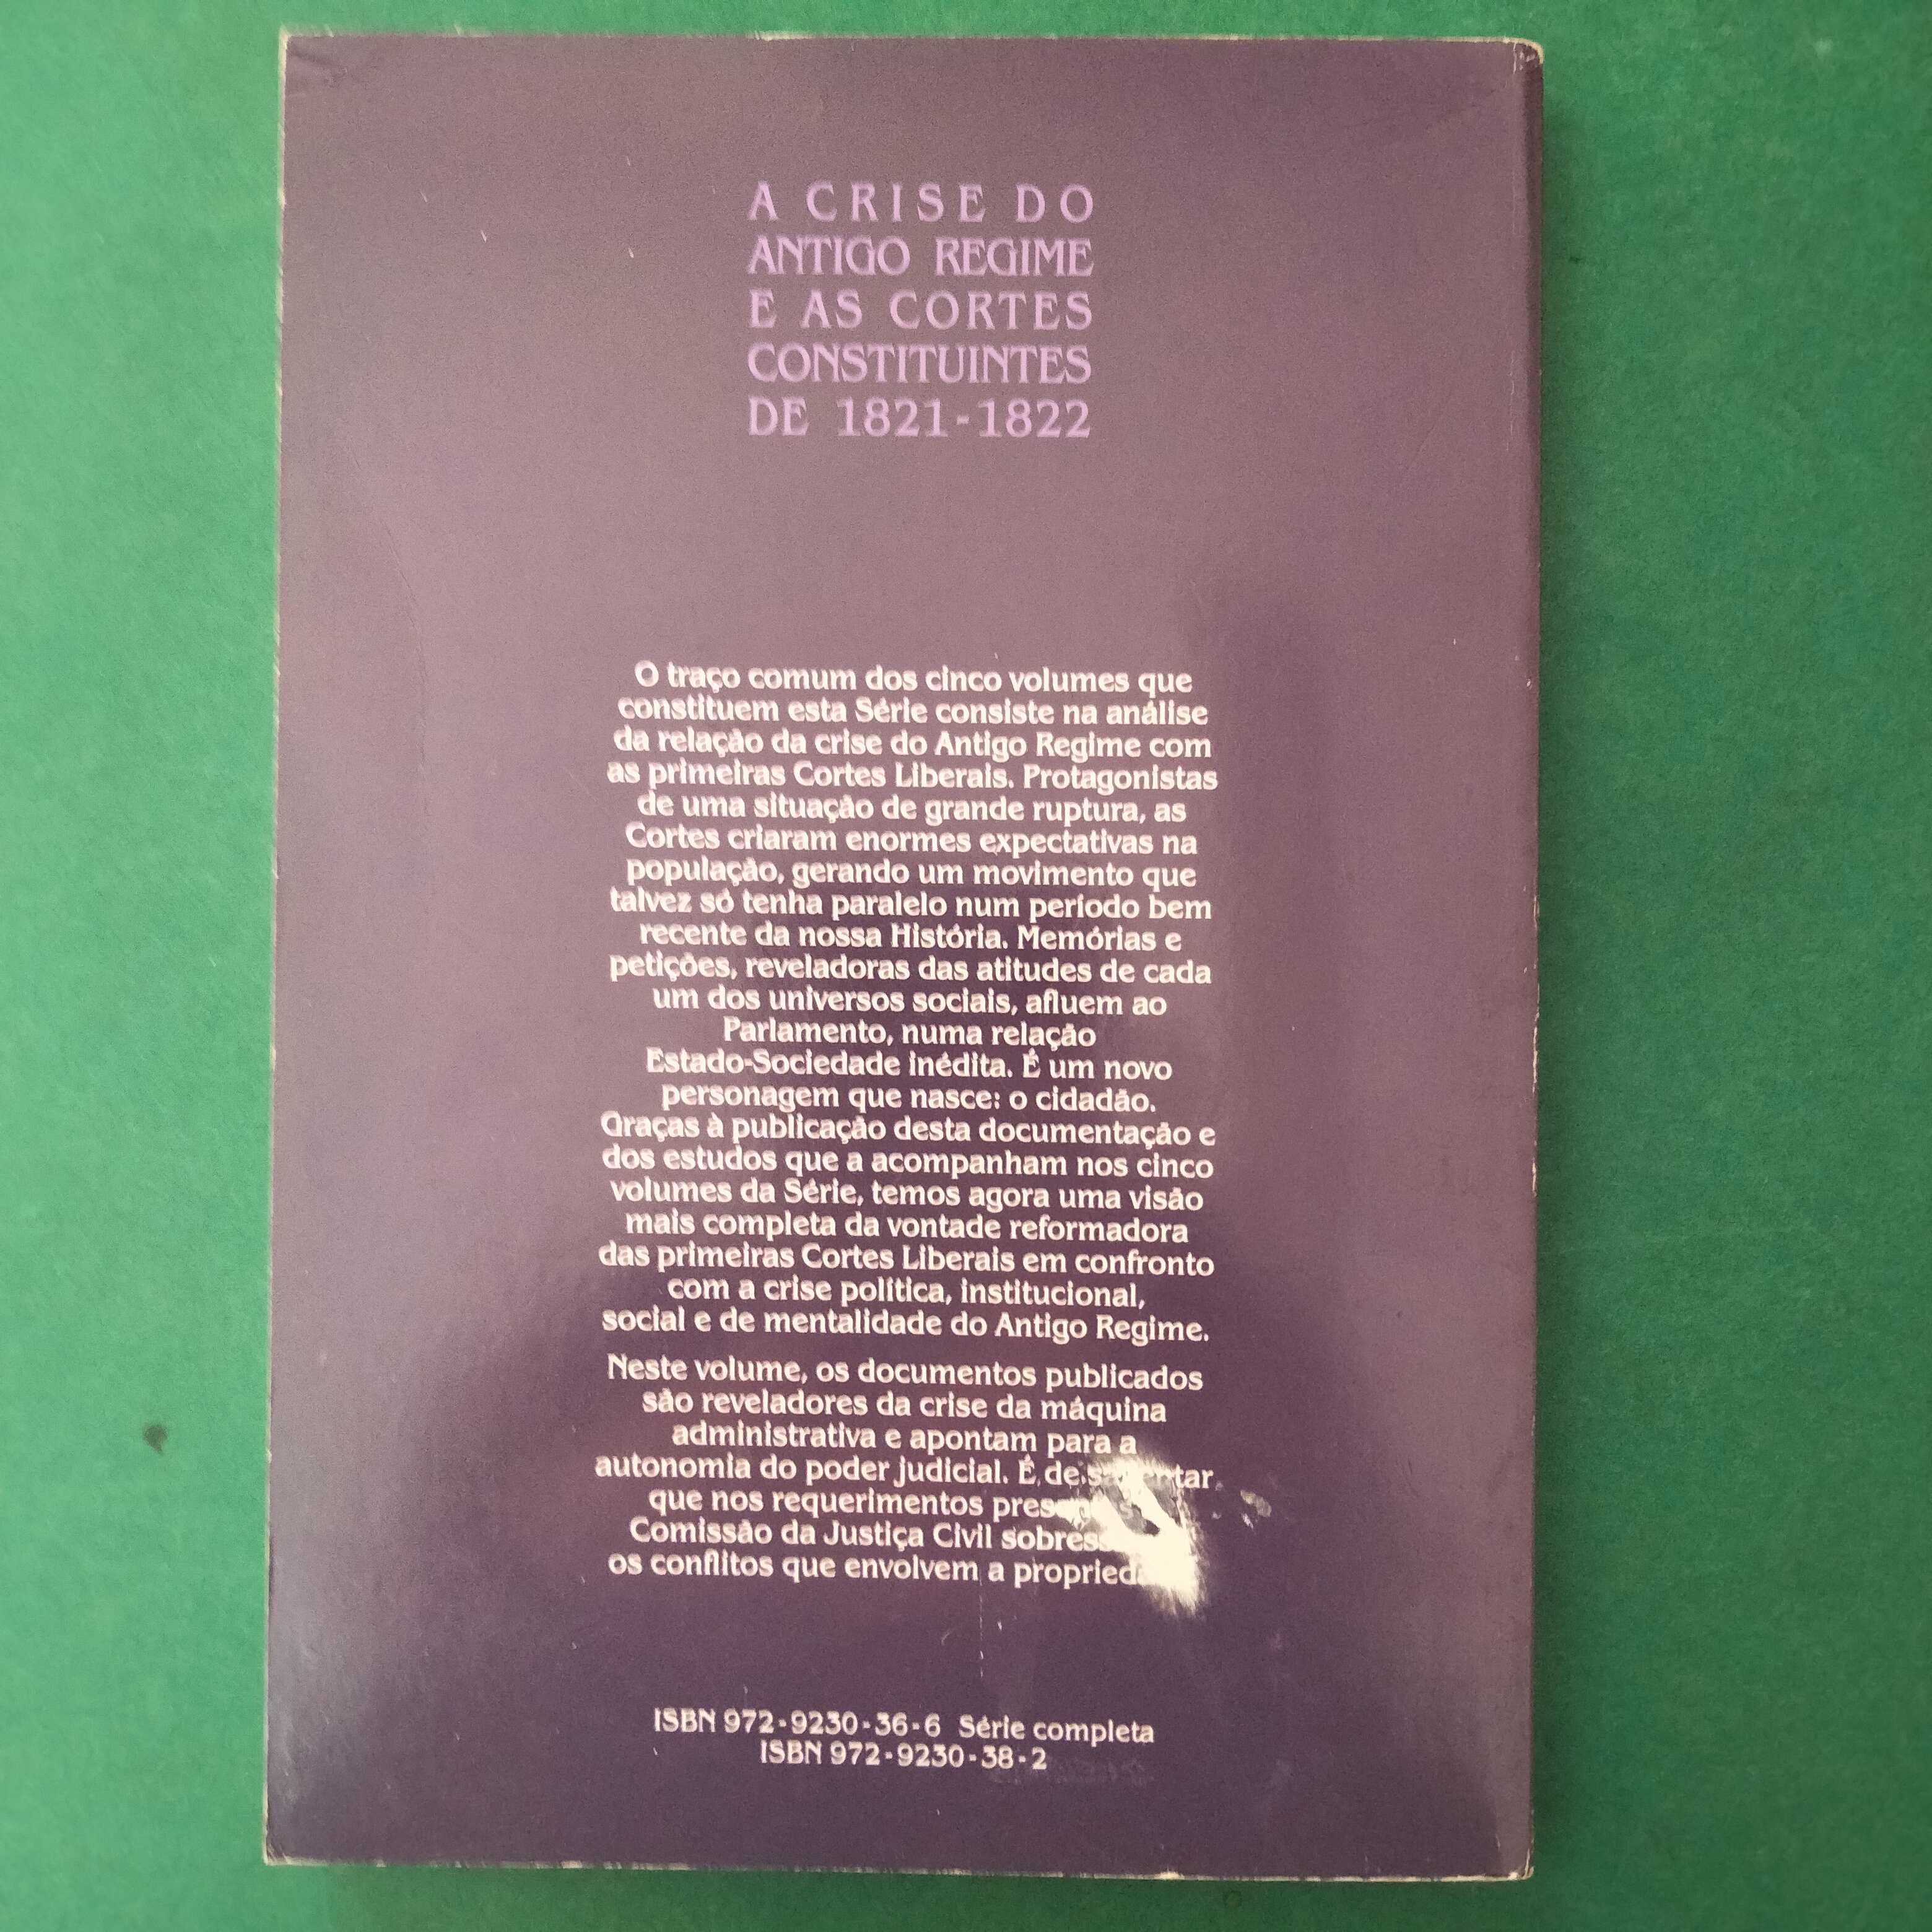 A CRISE DO
ANTIGO REGIME
E AS CORTES
CONSTITUINTES
DE 1821-1822
O traço comum dos cinco volumes que
constituem esta Série consiste na análise
da relação da crise do Antigo Regime com
as primeiras Cortes Liberais. Protagonistas
de uma situação de grande ruptura, as
Cortes criaram enormes expectativas na
população, gerando um movimento que
talvez só tenha paralelo num período bem
recente da nossa História. Memórias e
petições, reveladoras das atitudes de cada
um dos universos sociais, afluem ao
Parlamento, numa relação
Estado-Sociedade inédita. É um novo
personagem que nasce: o cidadão.
Graças à publicação desta documentação e
dos estudos que a acompanham nos cinco
volumes da Série, temos agora uma visão
mais completa da vontade reformadora
das primeiras Cortes Liberais em confronto
com a crise política, institucional,
social e de mentalidade do Antigo Regime.
Neste volume, os documentos publicados
são reveladores da crise da máquina
administrativa e apontam para a
autonomia do poder judicial. É de
que nos requerimentos
Comissão da Justiça Civil
os conflitos que envolvem a
ISBN 972-9230-36-6 Série completa
ISBN 972-9230-38-2